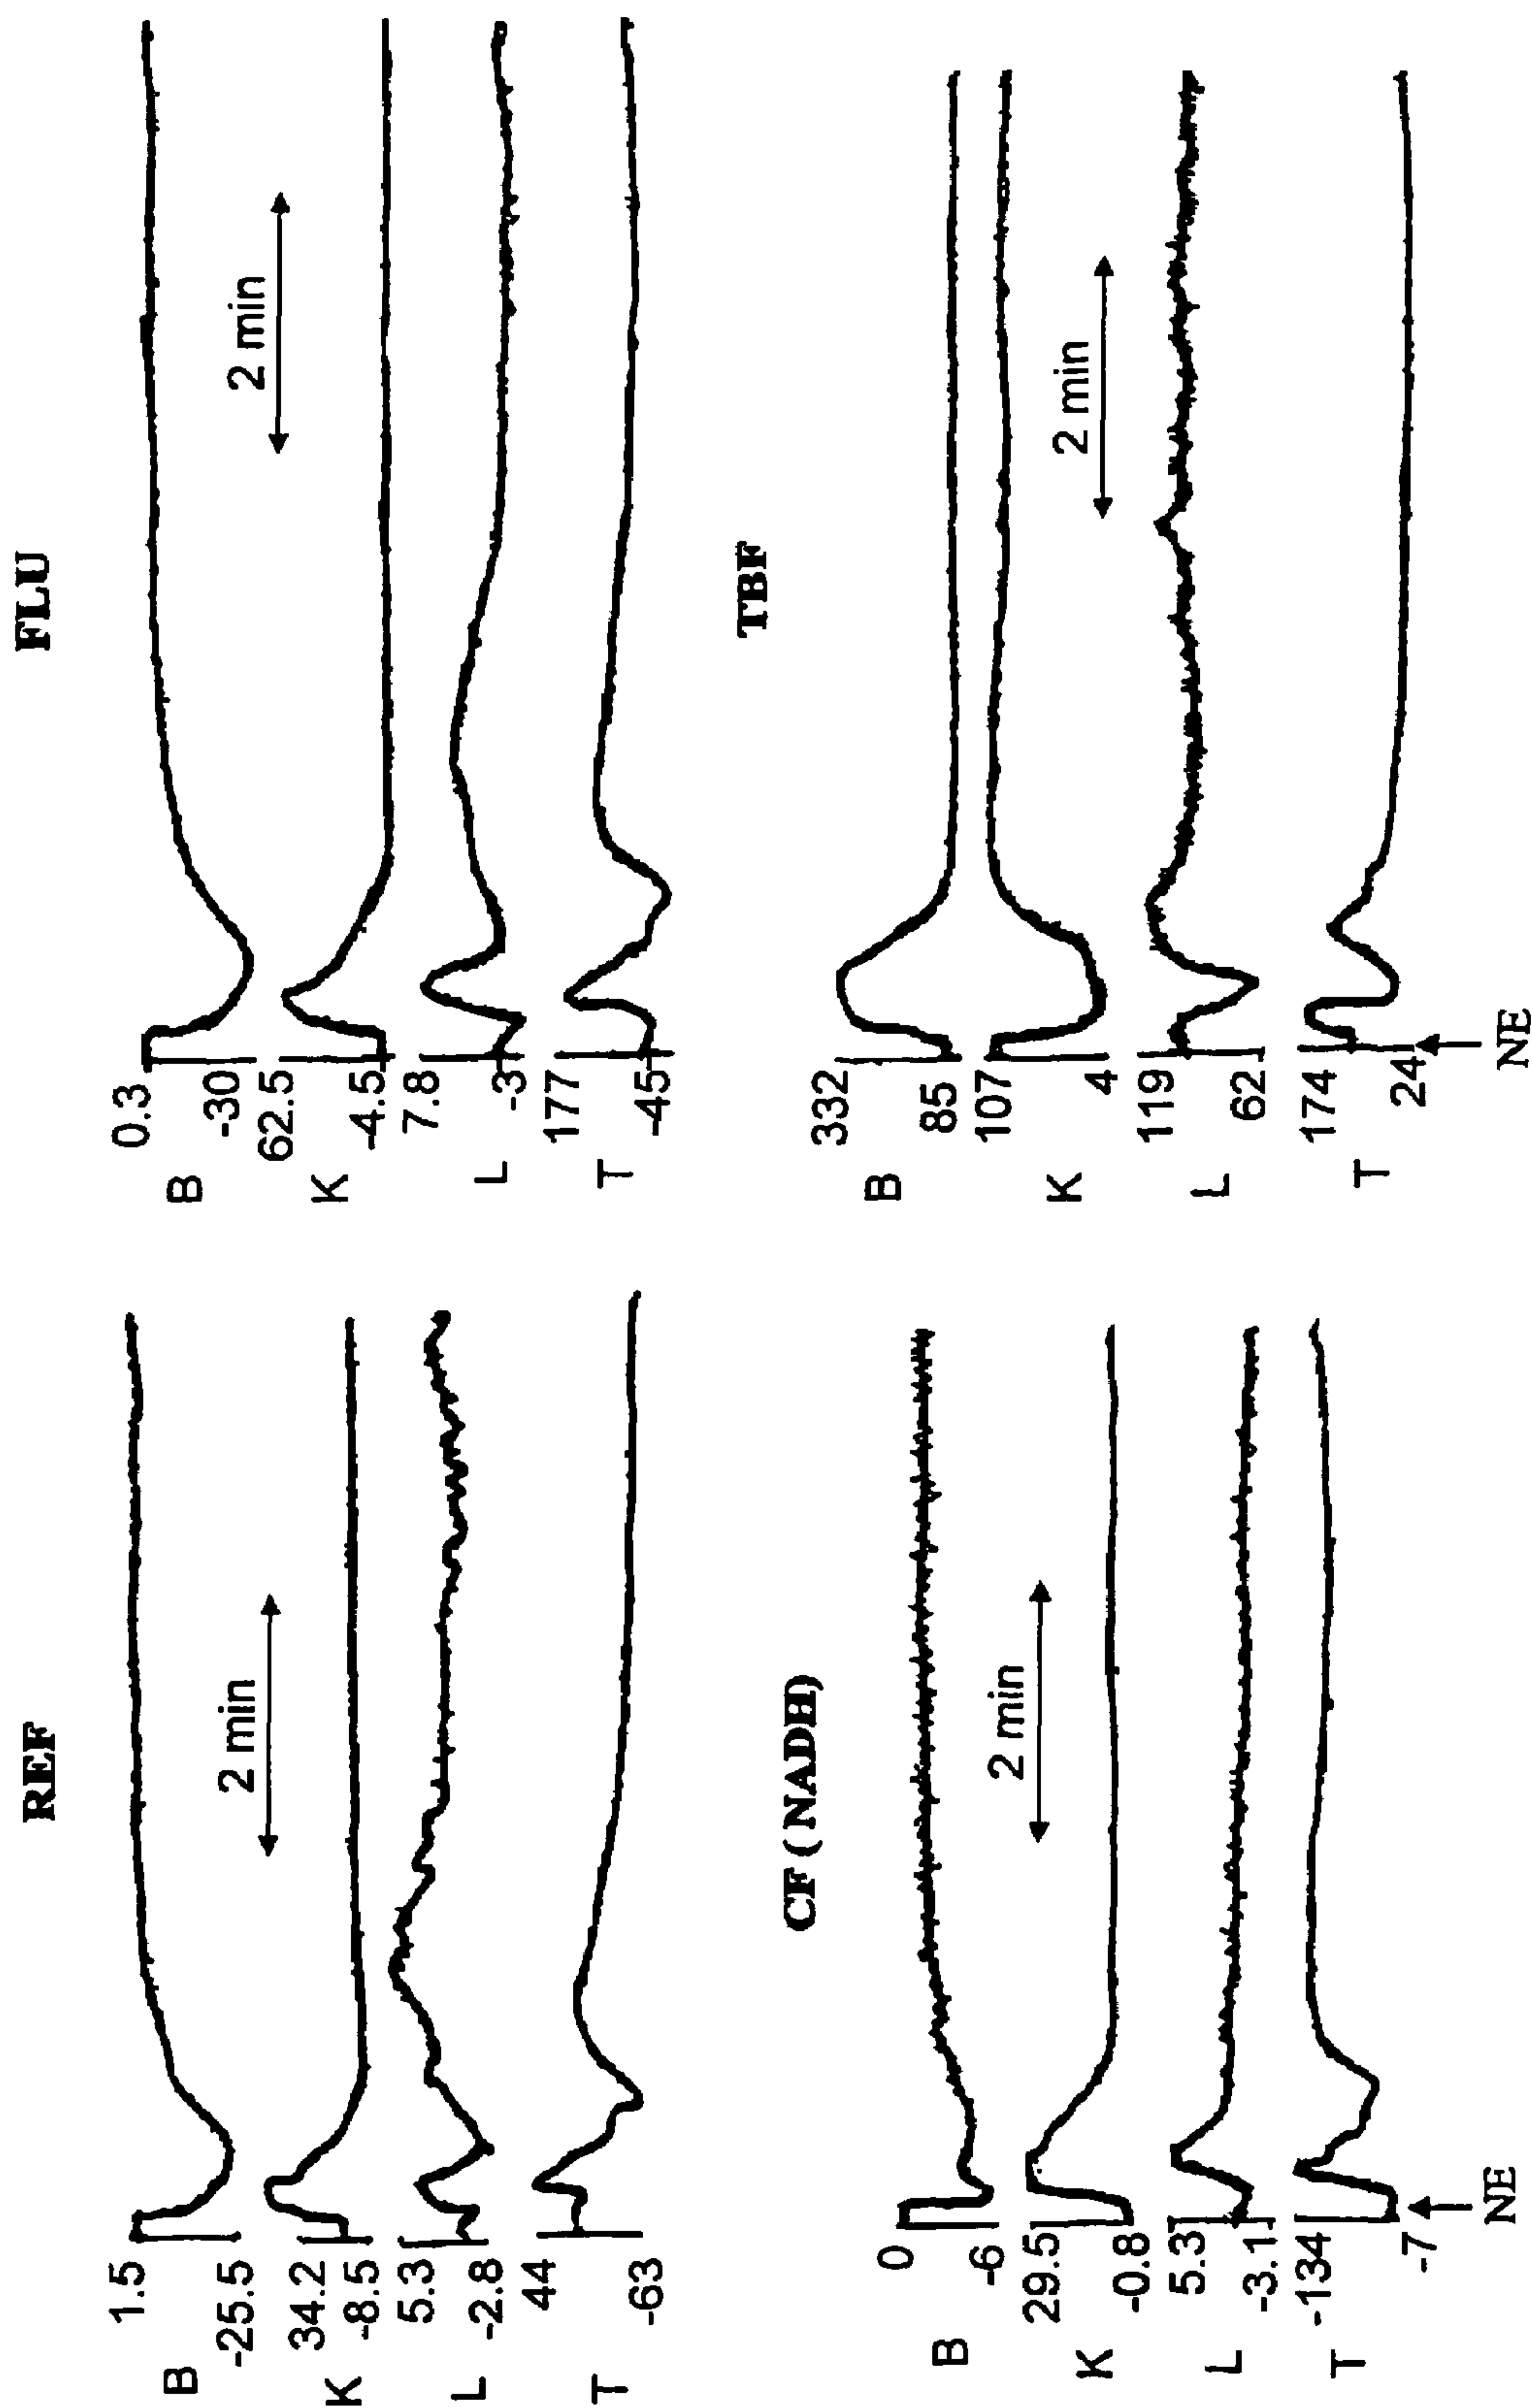 REF
1.5
B
-25.5
34.2
K
-8.5
5.3
L
-2.8
44
T
-63
2 min
FLU
0.3
B
-30
62.5
K
-4.5
7.8
L
-3
177
T
-45
2 min
CF ( NADH)
0
B
-6
29.5
K
-0.8
5.3
L
-3.1
-134
T
-7
2 min
NE
TBF
332
B
85
107
K
4
119
L
62
174
T
24
2 min
NE